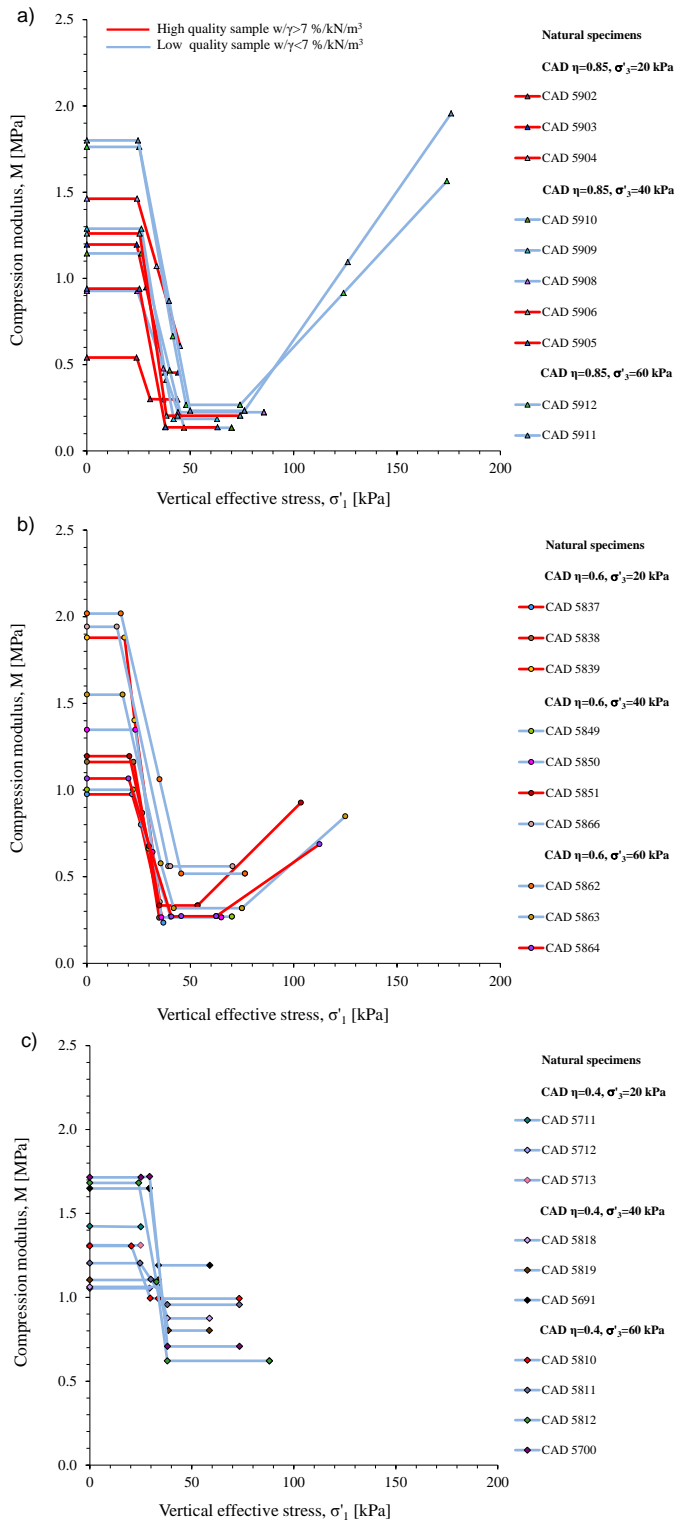 a)
High quality sample w/γ>7 %/kN/m³
Low quality sample w/γ<7 %/kN/m³
Natural specimens
CAD η=0.85, σ'₃=20 kPa
CAD 5902
CAD 5903
CAD 5904
CAD η=0.85, σ'₃=40 kPa
CAD 5910
CAD 5909
CAD 5908
CAD 5906
CAD 5905
CAD η=0.85, σ'₃=60 kPa
CAD 5912
CAD 5911
Compression modulus, M [MPa]
2.5
2.0
1.5
1.0
0.5
0.0
0 50 100 150 200
Vertical effective stress, σ'₁ [kPa]
b)
Natural specimens
CAD η=0.6, σ'₃=20 kPa
CAD 5837
CAD 5838
CAD 5839
CAD η=0.6, σ'₃=40 kPa
CAD 5849
CAD 5850
CAD 5851
CAD 5866
CAD η=0.6, σ'₃=60 kPa
CAD 5862
CAD 5863
CAD 5864
Compression modulus, M [MPa]
2.5
2.0
1.5
1.0
0.5
0.0
0 50 100 150 200
Vertical effective stress, σ'₁ [kPa]
c)
Natural specimens
CAD η=0.4, σ'₃=20 kPa
CAD 5711
CAD 5712
CAD 5713
CAD η=0.4, σ'₃=40 kPa
CAD 5818
CAD 5819
CAD 5691
CAD η=0.4, σ'₃=60 kPa
CAD 5810
CAD 5811
CAD 5812
CAD 5700
Compression modulus, M [MPa]
2.5
2.0
1.5
1.0
0.5
0.0
0 50 100 150 200
Vertical effective stress, σ'₁ [kPa]